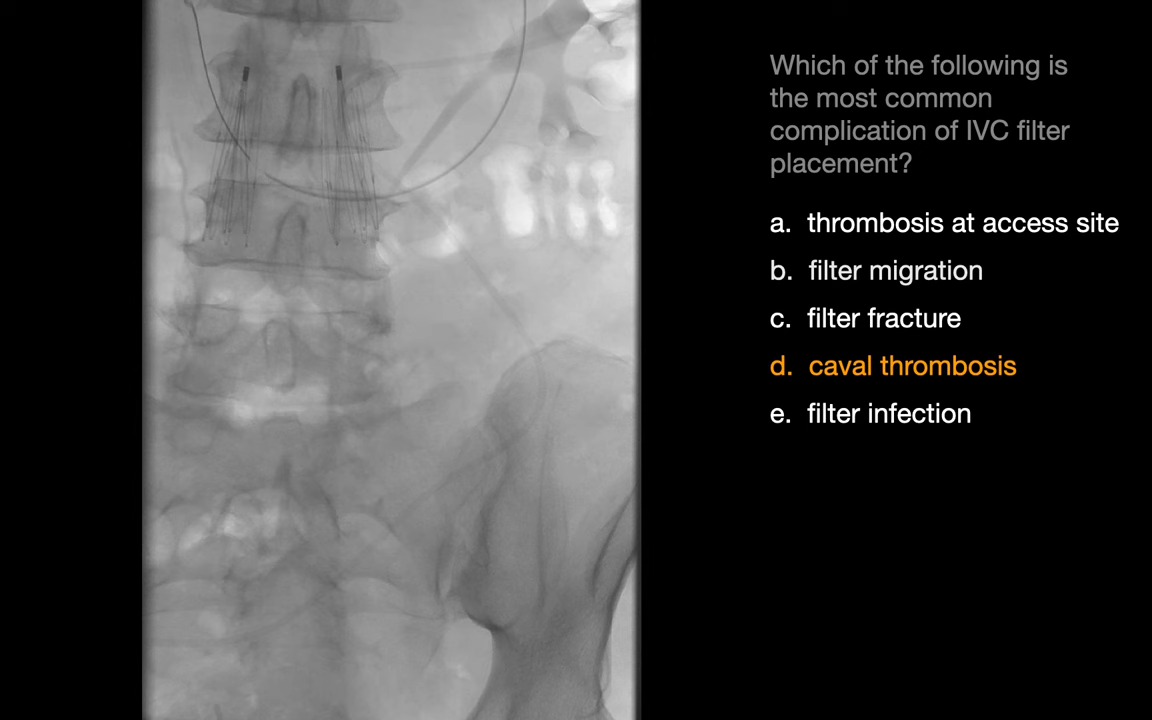 Which of the following is
the most common
complication of IVC filter
placement?
a. thrombosis at access site
b. filter migration
c. filter fracture
d. caval thrombosis
e. filter infection